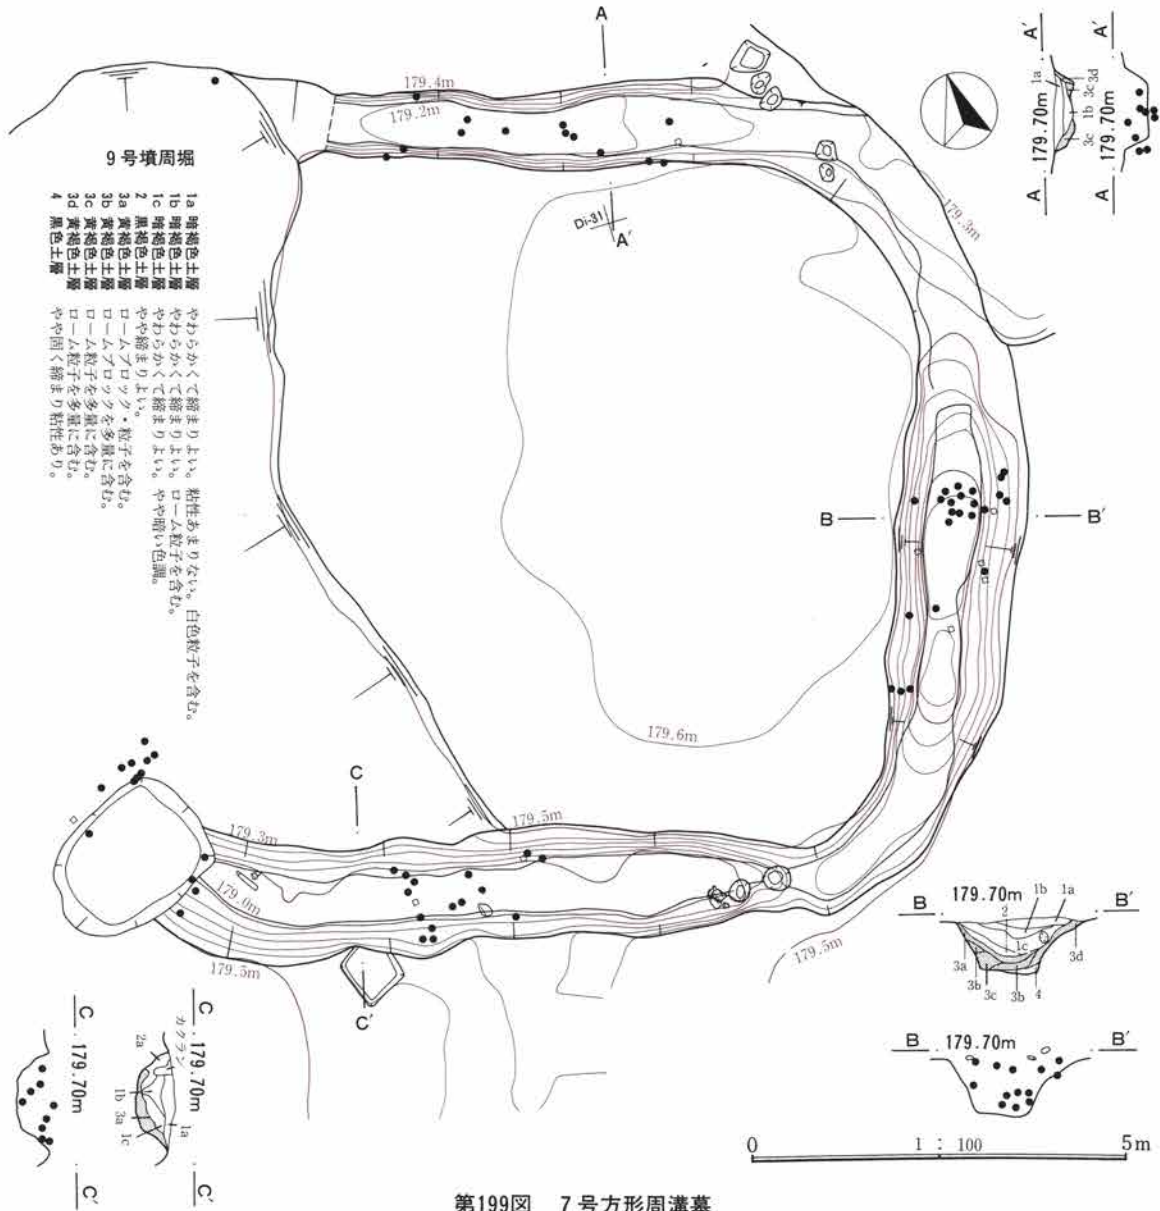 A
A'
A'
1a
3d
3c
1b
3c
179.70m
179.70m
A
A
179.4m
179.2m
9号墳周堀
1a 暗褐色土層 やわらかくて締まりよい。粘性あまりない。白色粒子を含む。
1b 暗褐色土層 やわらかくて締まりよい。ローム粒子を含む。
1c 暗褐色土層 やわらかくて締まりよい。やや暗い色調。
2 黒褐色土層 やや締まりよい。
3a 黄褐色土層 ロームブロック・粒子を含む。
3b 黄褐色土層 ロームブロックを多量に含む。
3c 黄褐色土層 ローム粒子を多量に含む。
3d 黄褐色土層 ローム粒子を多量に含む。
4 黒色土層 やや固く締まり粘性あり。
Di-31
A'
179.3m
B
B'
179.6m
C
179.3m
179.5m
179.0m
179.5m
179.5m
C'
B 179.70m B'
2
1b
1a
1c
3a
3b
3c
3b
4
3d
B 179.70m B'
C
179.70m
C'
C
179.70m
カクラン
2a
1b
3a
1c
1a
C'
0 1 : 100 5m
第199図 7号方形周溝墓